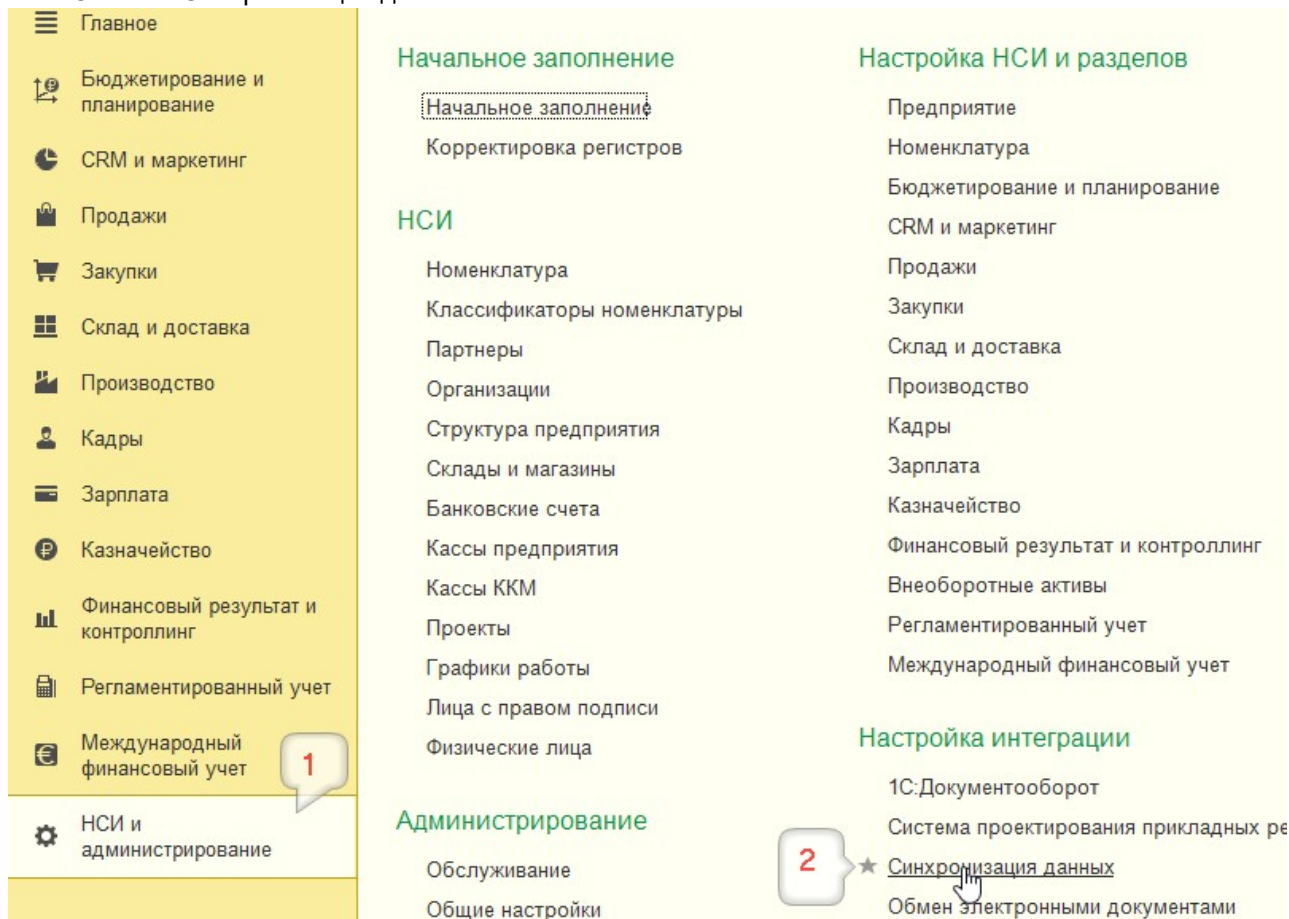 Главное
Бюджетирование и
планирование
CRM и маркетинг
Продажи
Закупки
Склад и доставка
Производство
Кадры
Зарплата
Казначейство
Финансовый результат и
контроллинг
Регламентированный учет
Международный
финансовый учет
1
НСИ и
администрирование
Начальное заполнение
Начальное заполнение
Корректировка регистров
НСИ
Номенклатура
Классификаторы номенклатуры
Партнеры
Организации
Структура предприятия
Склады и магазины
Банковские счета
Кассы предприятия
Кассы ККМ
Проекты
Графики работы
Лица с правом подписи
Физические лица
Администрирование
Обслуживание
Общие настройки
Настройка НСИ и разделов
Предприятие
Номенклатура
Бюджетирование и планирование
CRM и маркетинг
Продажи
Закупки
Склад и доставка
Производство
Кадры
Зарплата
Казначейство
Финансовый результат и контроллинг
Внеоборотные активы
Регламентированный учет
Международный финансовый учет
Настройка интеграции
1С:Документооборот
Система проектирования прикладных ре
2
Синхронизация данных
Обмен электронными документами